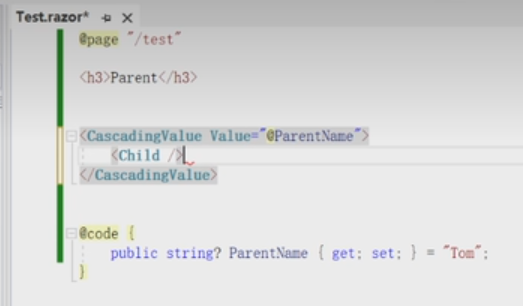 Test.razor*
@page "/test"
<h3>Parent</h3>
<CascadingValue Value="@ParentName">
<Child />
</CascadingValue>
@code {
public string? ParentName { get; set; } = "Tom";
}